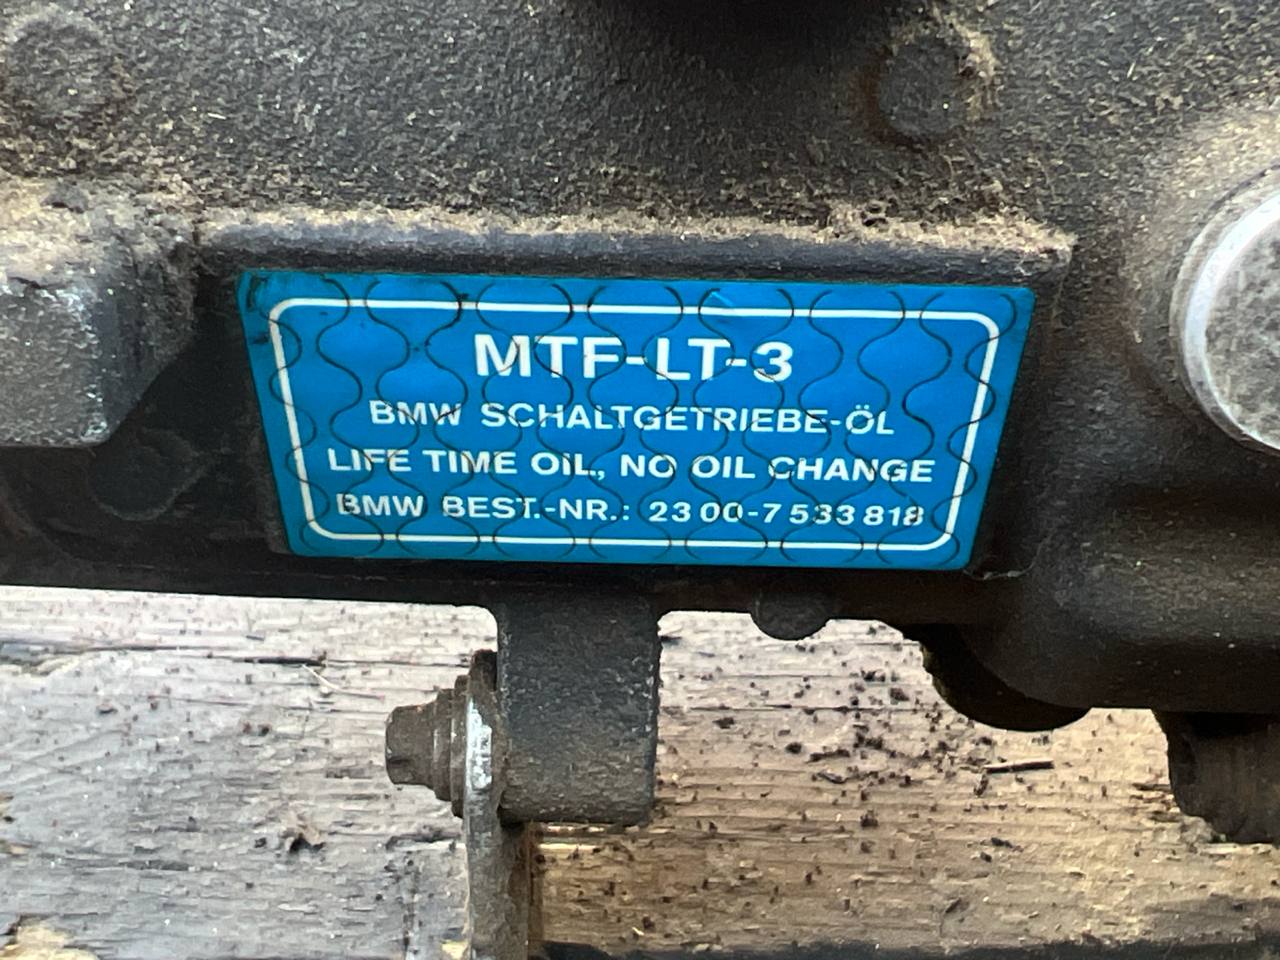 MTF-LT-3
BMW SCHALTGETRIEBE-ÖL
LIFE TIME OIL, NO OIL CHANGE
BMW BEST.-NR.: 23 00-7 533 818